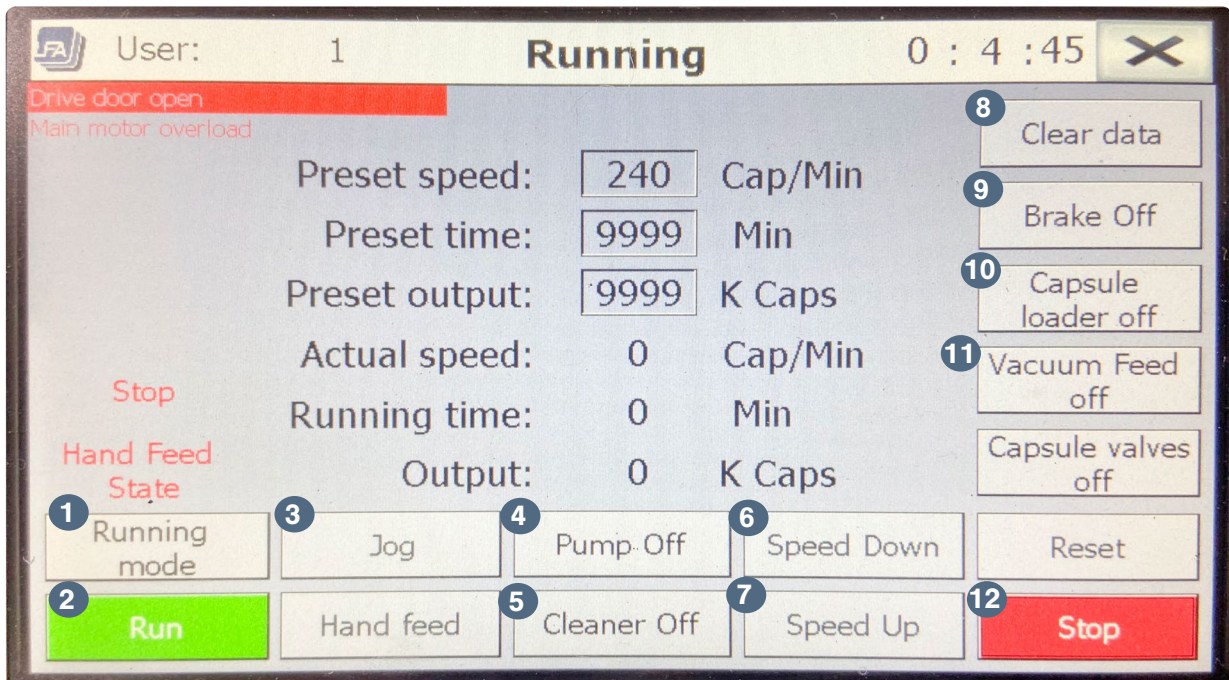 LFA User: 1 Running 0 : 4 : 45
Drive door open
Main motor overload
8 Clear data
Preset speed: 240 Cap/Min
9 Brake Off
Preset time: 9999 Min
Preset output: 9999 K Caps
10 Capsule
loader off
Actual speed: 0 Cap/Min
11 Vacuum Feed
off
Stop
Running time: 0 Min
Hand Feed
State
Output: 0 K Caps
Capsule valves
off
1 Running
mode
3 Jog
4 Pump Off
6 Speed Down
Reset
2 Run
Hand feed
5 Cleaner Off
7 Speed Up
12 Stop